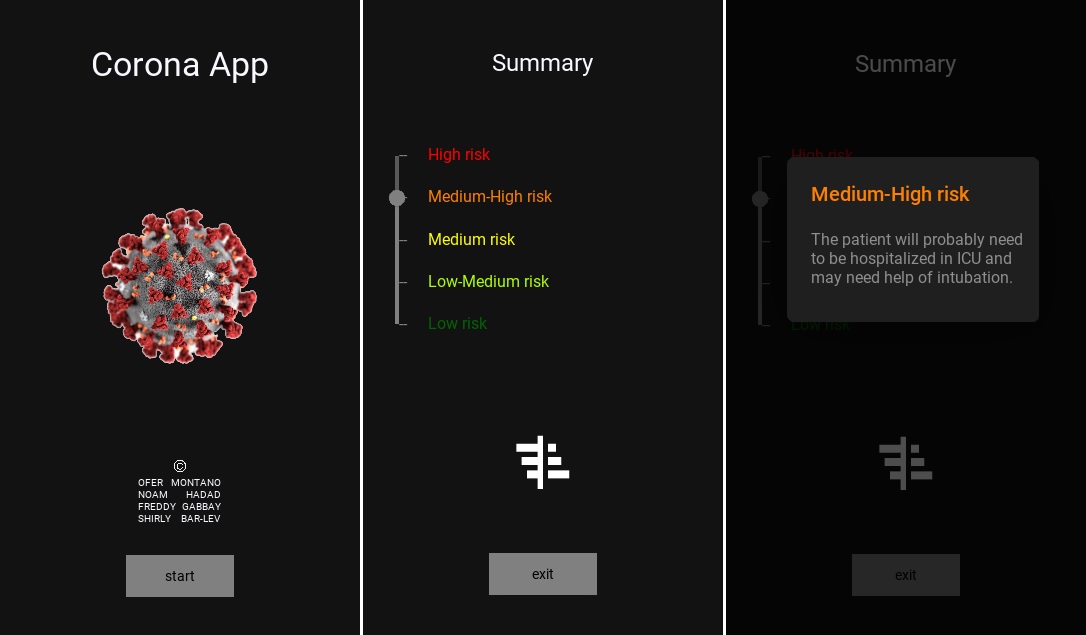 Corona App
©
OFER MONTANO
NOAM HADAD
FREDDY GABBAY
SHIRLY BAR-LEV
start
Summary
High risk
Medium-High risk
Medium risk
Low-Medium risk
Low risk
exit
Summary
High risk
Medium-High risk
The patient will probably need
to be hospitalized in ICU and
may need help of intubation.
Low risk
exit